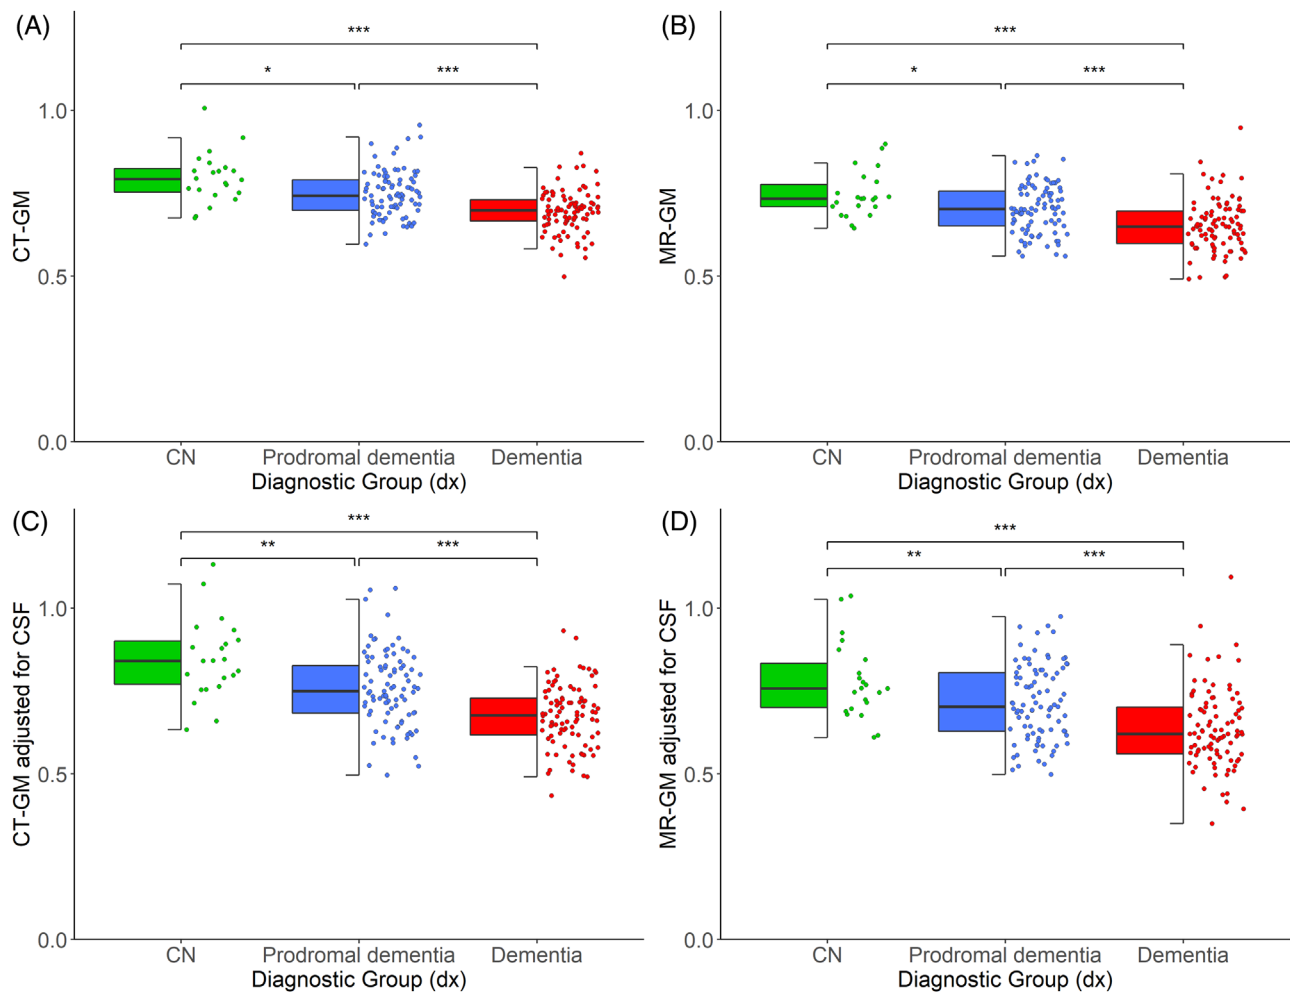 (A)
***
*
***
1.0
0.5
0.0
CT-GM
CN
Prodromal dementia
Dementia
Diagnostic Group (dx)
(B)
***
*
***
1.0
0.5
0.0
MR-GM
CN
Prodromal dementia
Dementia
Diagnostic Group (dx)
(C)
***
**
***
1.0
0.5
0.0
CT-GM adjusted for CSF
CN
Prodromal dementia
Dementia
Diagnostic Group (dx)
(D)
***
**
***
1.0
0.5
0.0
MR-GM adjusted for CSF
CN
Prodromal dementia
Dementia
Diagnostic Group (dx)